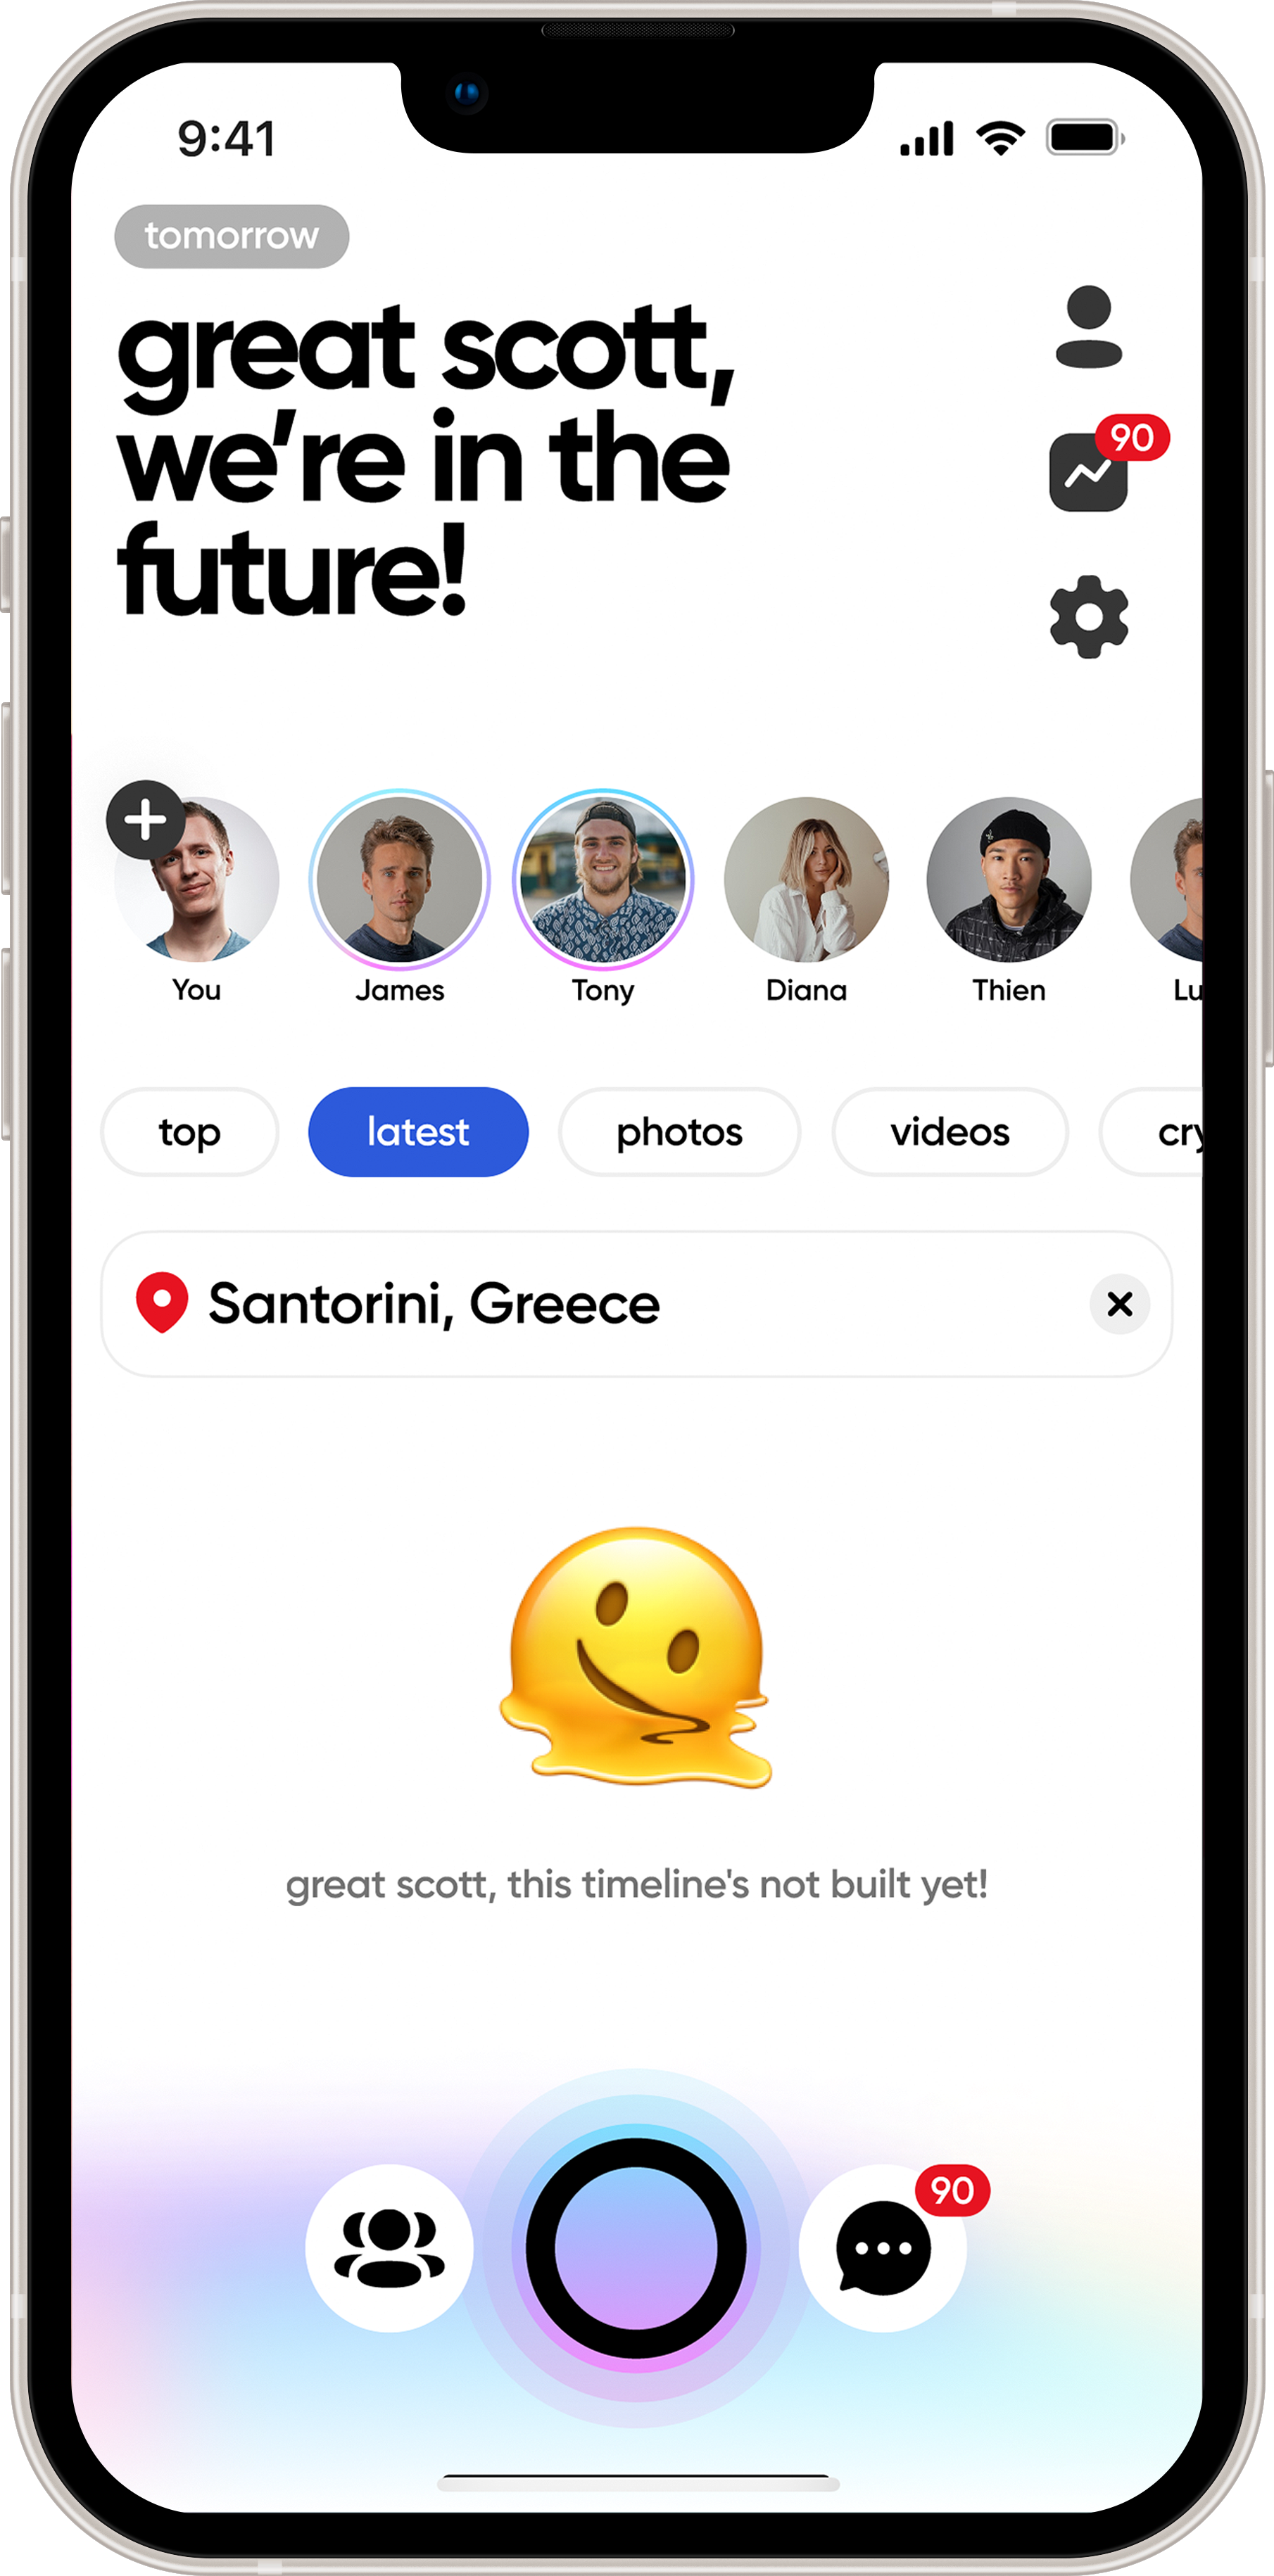 9:41
tomorrow
great scott,
we’re in the
future!
90
You James Tony Diana Thien Lu
top latest photos videos cry
Santorini, Greece
great scott, this timeline's not built yet!
90